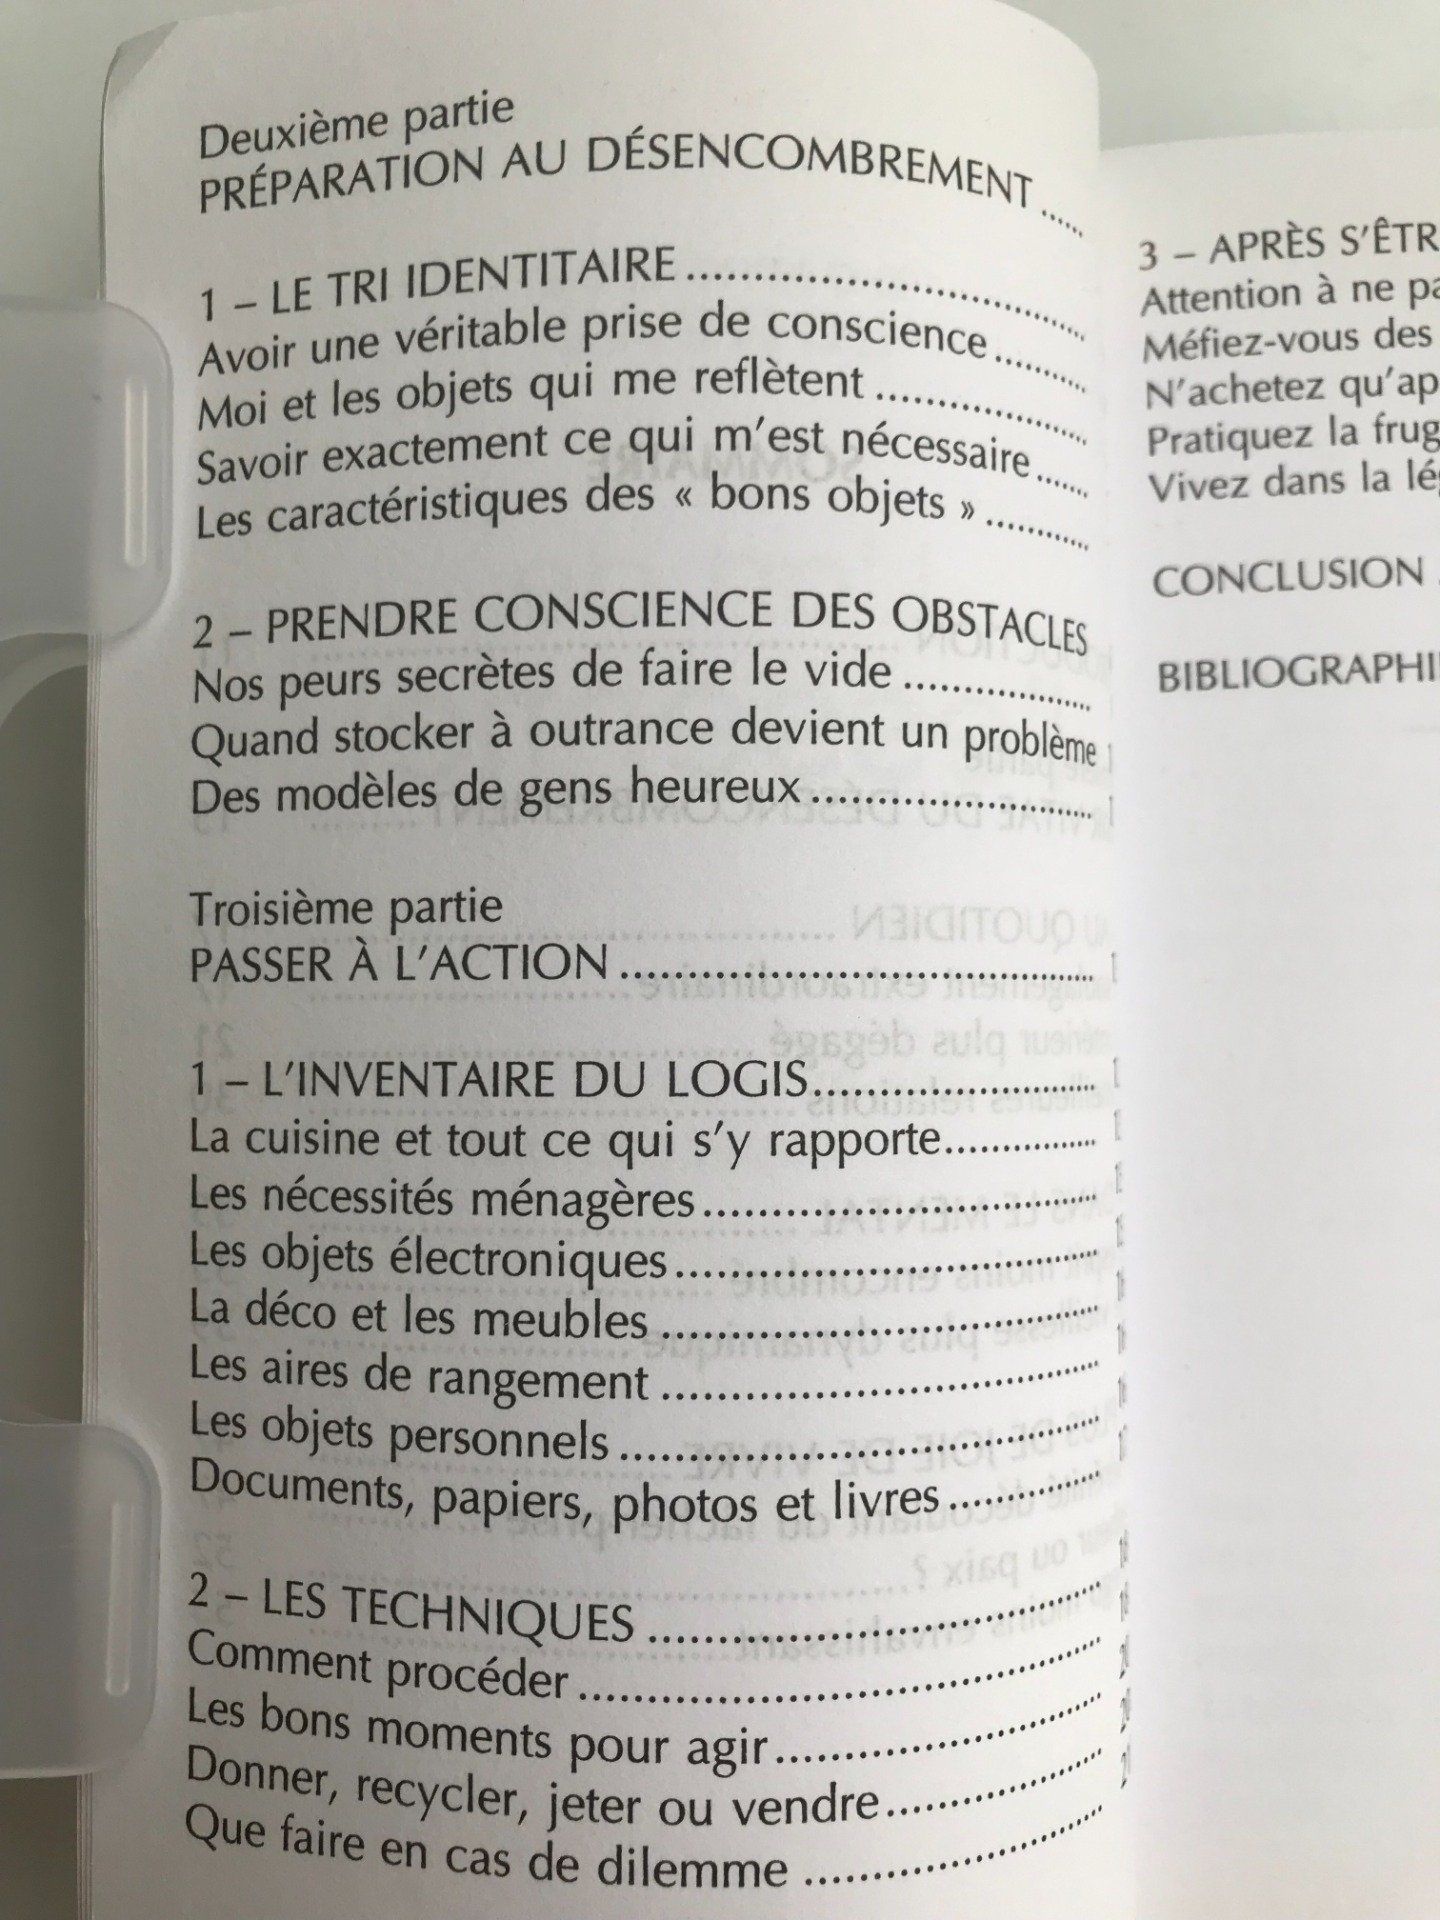 Deuxième partie
PRÉPARATION AU DÉSENCOMBREMENT ......
1 – LE TRI IDENTITAIRE ........................................
Avoir une véritable prise de conscience ............
Moi et les objets qui me reflètent ......................
Savoir exactement ce qui m'est nécessaire ......
Les caractéristiques des « bons objets » ............
2 – PRENDRE CONSCIENCE DES OBSTACLES
Nos peurs secrètes de faire le vide ....................
Quand stocker à outrance devient un problème
Des modèles de gens heureux ............................
Troisième partie
PASSER À L'ACTION ..............................................
1 – L'INVENTAIRE DU LOGIS ............................
La cuisine et tout ce qui s'y rapporte ................
Les nécessités ménagères ........................................
Les objets électroniques ..........................................
La déco et les meubles ............................................
Les aires de rangement ............................................
Les objets personnels ................................................
Documents, papiers, photos et livres ................
2 – LES TECHNIQUES ..............................................
Comment procéder ......................................................
Les bons moments pour agir ..................................
Donner, recycler, jeter ou vendre ......................
Que faire en cas de dilemme ..............................
3 – APRÈS S'ÊTR
Attention à ne pa
Méfiez-vous des
N'achetez qu'ap
Pratiquez la frug
Vivez dans la lég
CONCLUSION
BIBLIOGRAPHI